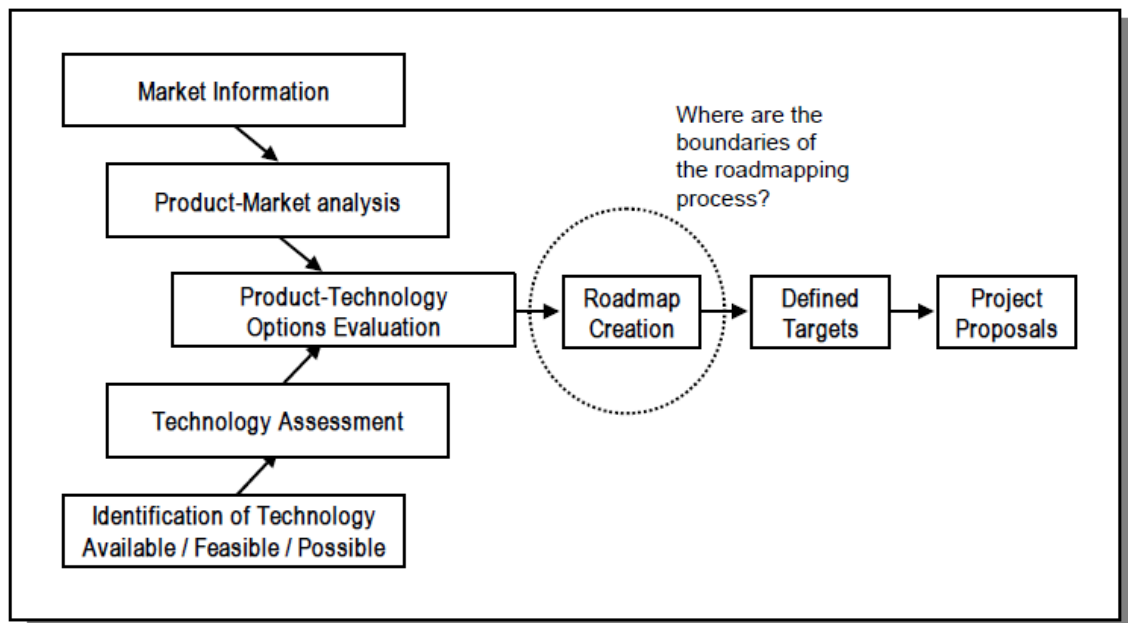 Market Information
Where are the
boundaries of
the roadmapping
process?
Product-Market analysis
Product-Technology
Options Evaluation
Roadmap
Creation
Defined
Targets
Project
Proposals
Technology Assessment
Identification of Technology
Available / Feasible / Possible